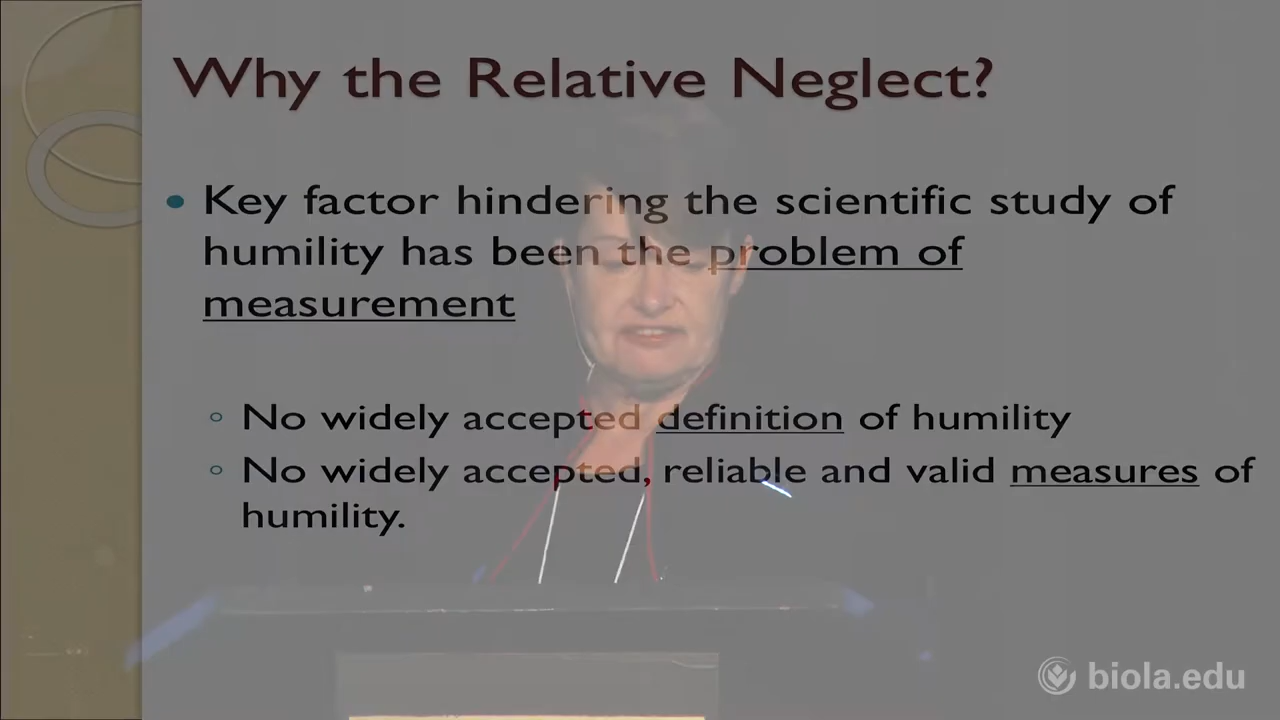 Why the Relative Neglect?
Key factor hindering the scientific study of
humility has been the problem of
measurement
No widely accepted definition of humility
No widely accepted, reliable and valid measures of
humility.
biola.edu